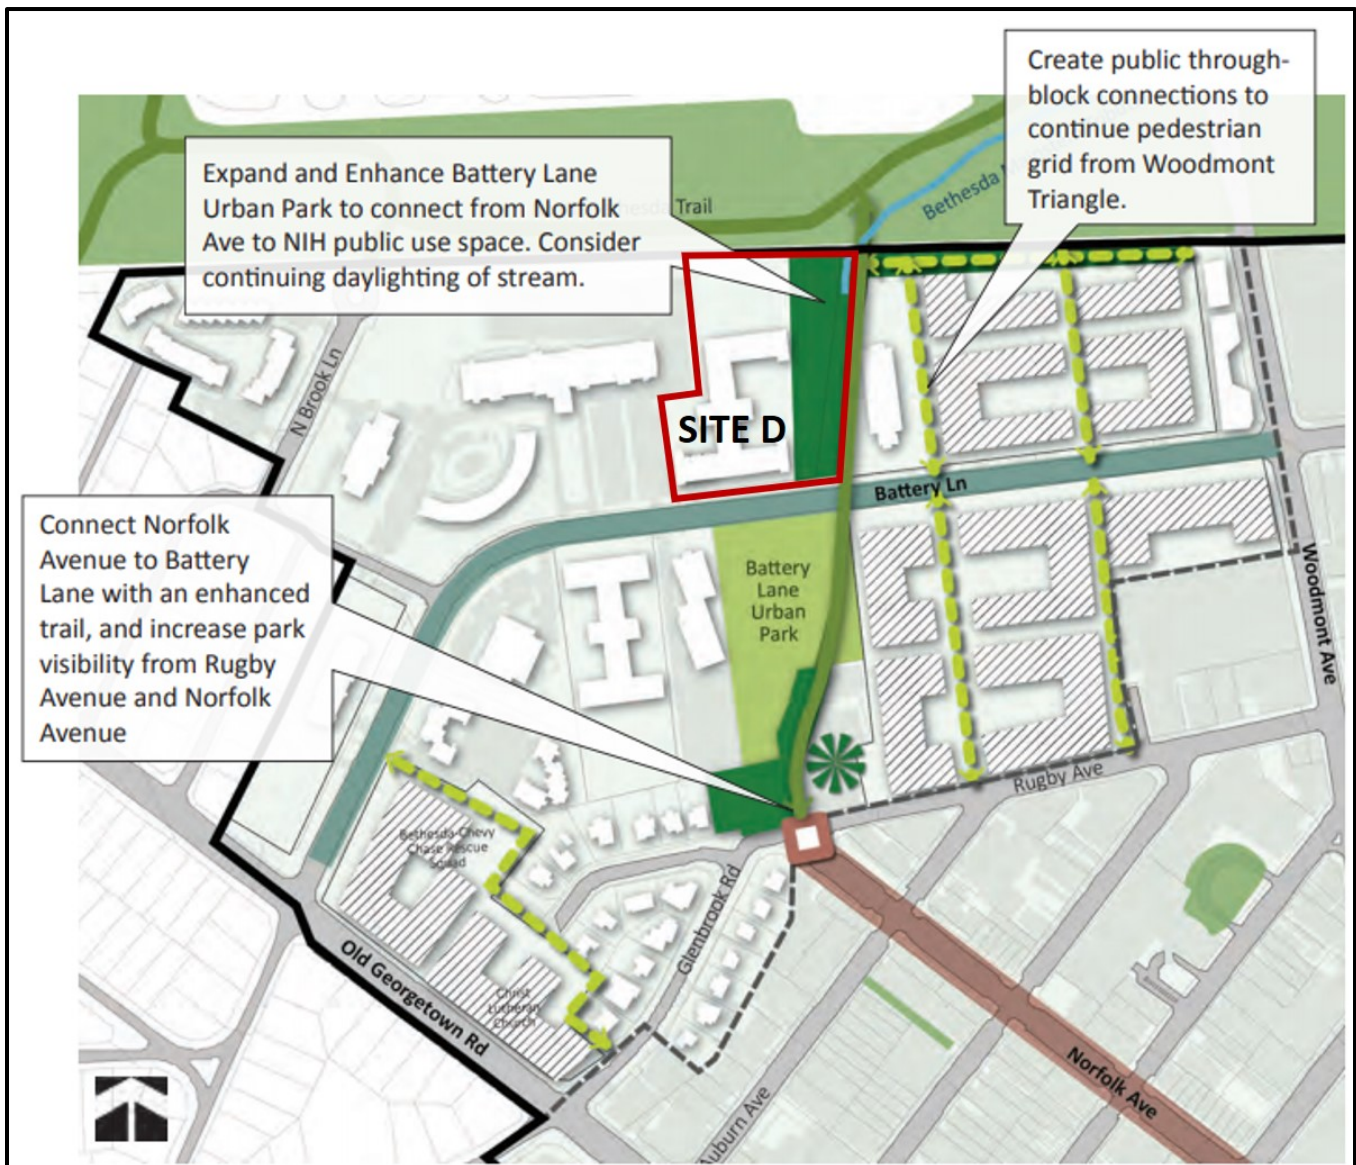 Create public through-
block connections to
continue pedestrian
grid from Woodmont
Triangle.
Expand and Enhance Battery Lane
Urban Park to connect from Norfolk
Ave to NIH public use space. Consider
continuing daylighting of stream.
Trail
Bethesda
N Brook Ln
SITE D
Battery Ln
Connect Norfolk
Avenue to Battery
Lane with an enhanced
trail, and increase park
visibility from Rugby
Avenue and Norfolk
Avenue
Battery
Lane
Urban
Park
Woodmont Ave
Rugby Ave
Bethesda-Chevy
Chase Rescue
Squad
Glenbrook Rd
Old Georgetown Rd
Christ
Lutheran
Church
Norfolk Ave
Auburn Ave